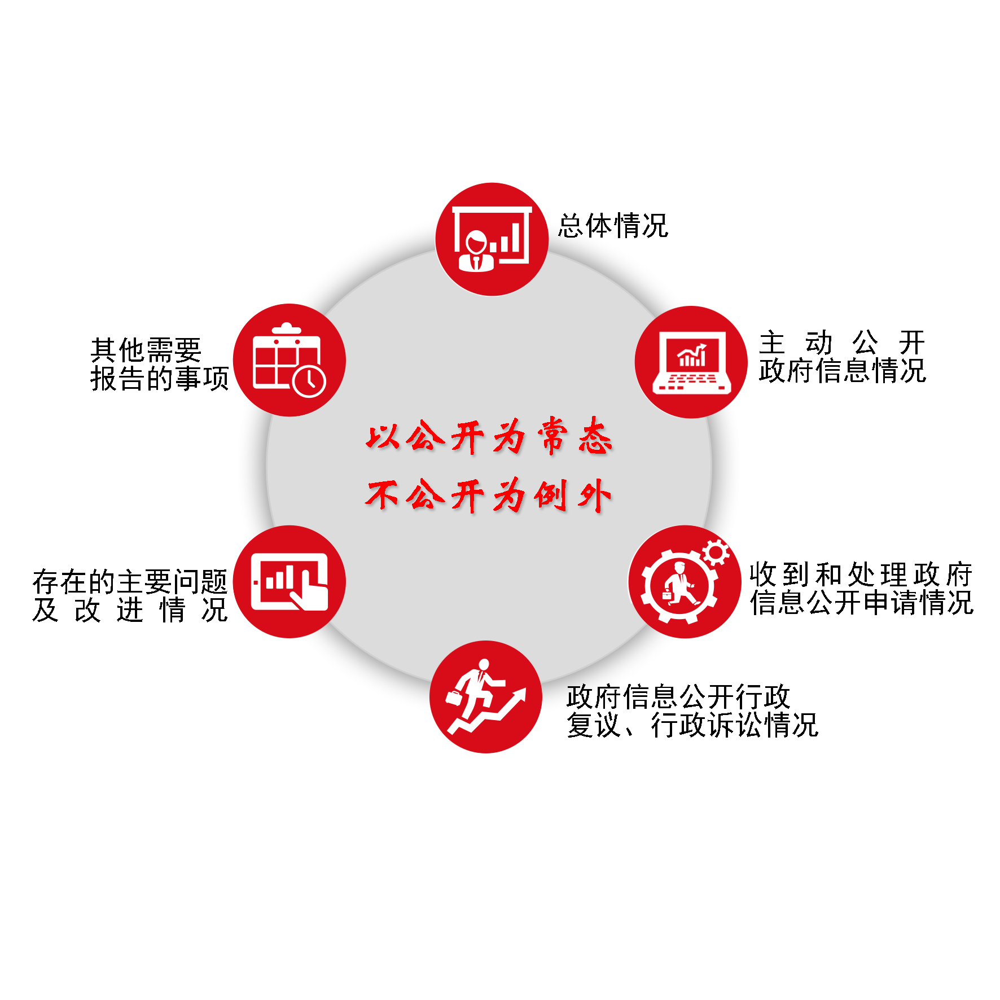 总体情况
主动公开
政府信息情况
收到和处理政府
信息公开申请情况
政府信息公开行政
复议、行政诉讼情况
存在的主要问题
及改进情况
其他需要
报告的事项
以公开为常态
不公开为例外